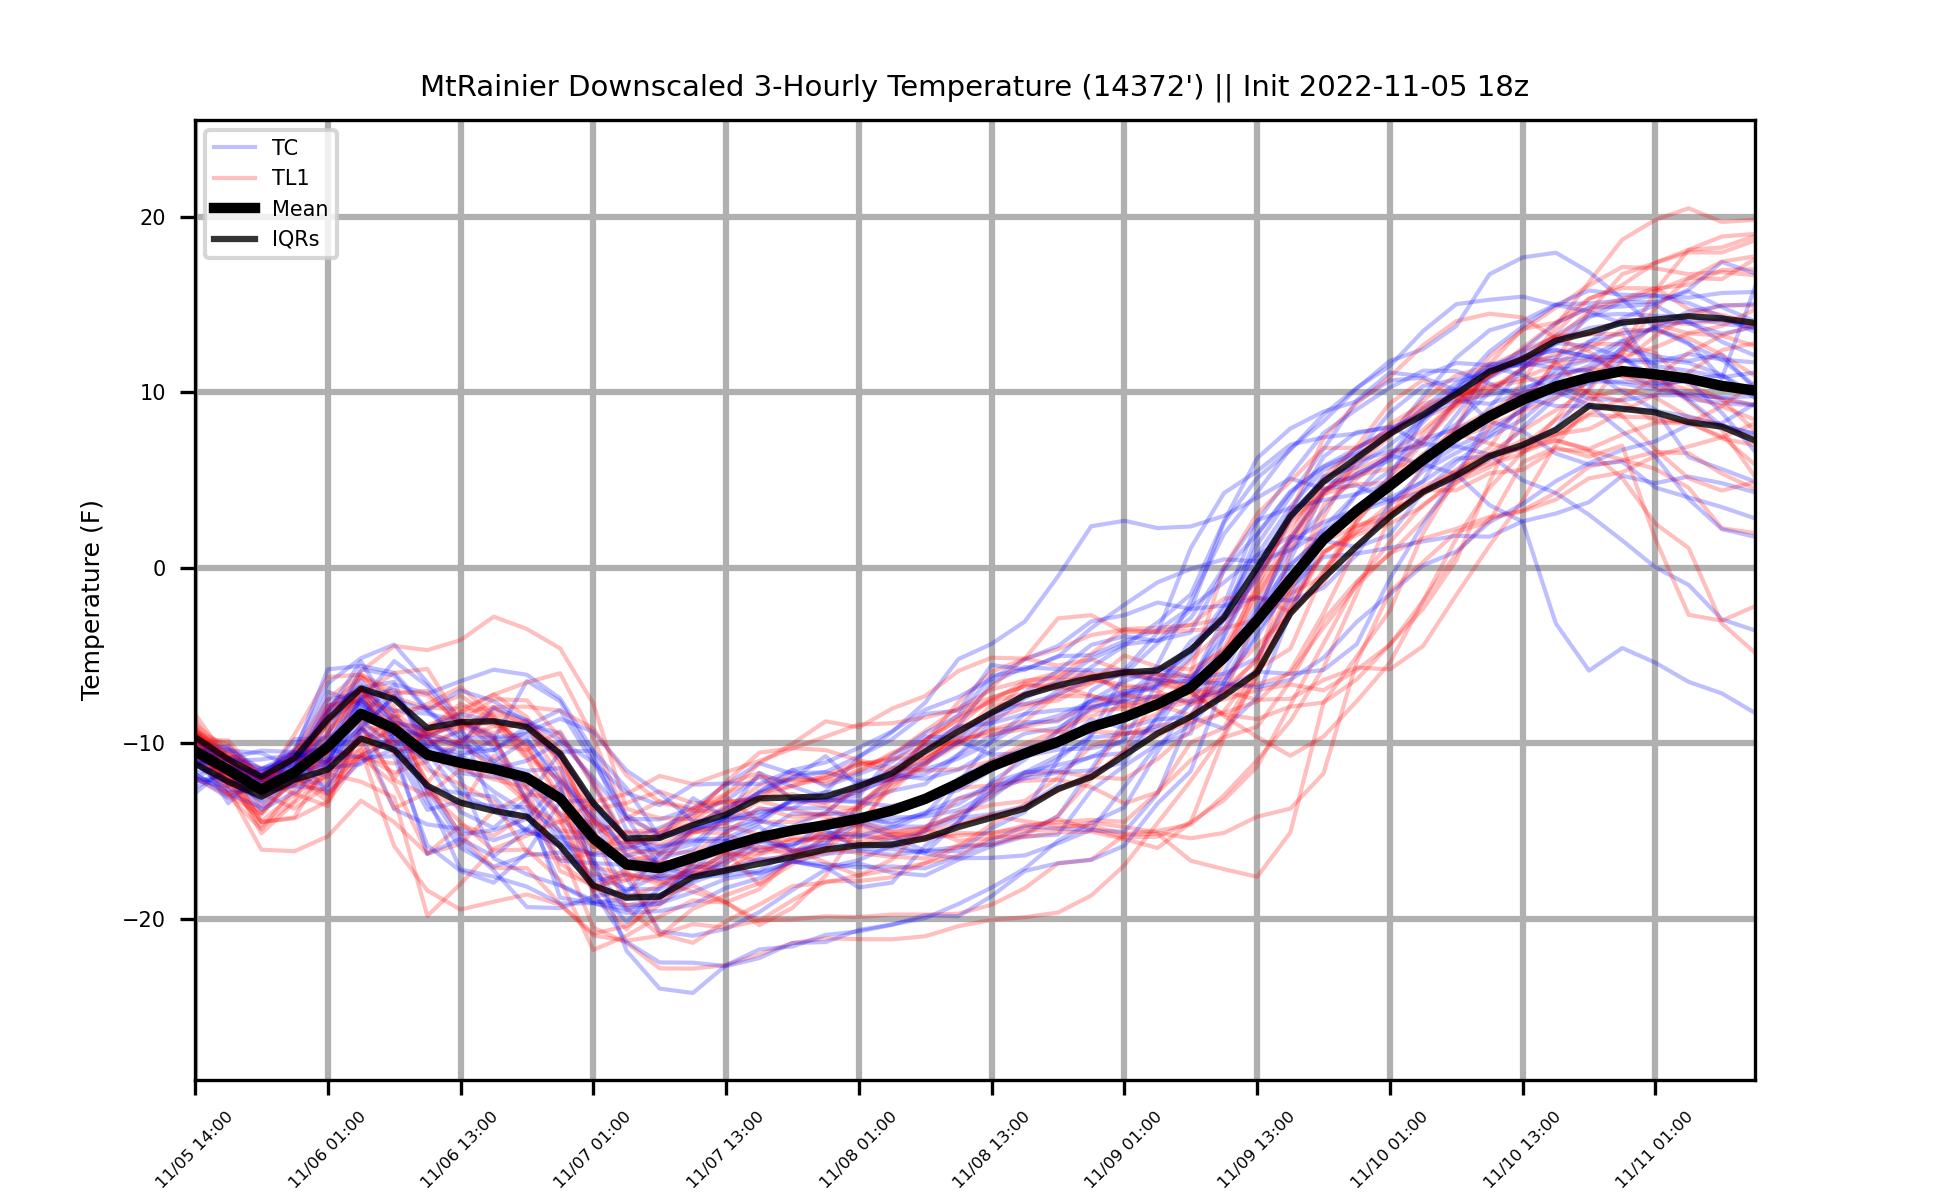 MtRainier Downscaled 3-Hourly Temperature (14372') || Init 2022-11-05 18z
TC
TL1
Mean
IQRs
Temperature (F)
20
10
0
−10
−20
11/05 14:00
11/06 01:00
11/06 13:00
11/07 01:00
11/07 13:00
11/08 01:00
11/08 13:00
11/09 01:00
11/09 13:00
11/10 01:00
11/10 13:00
11/11 01:00